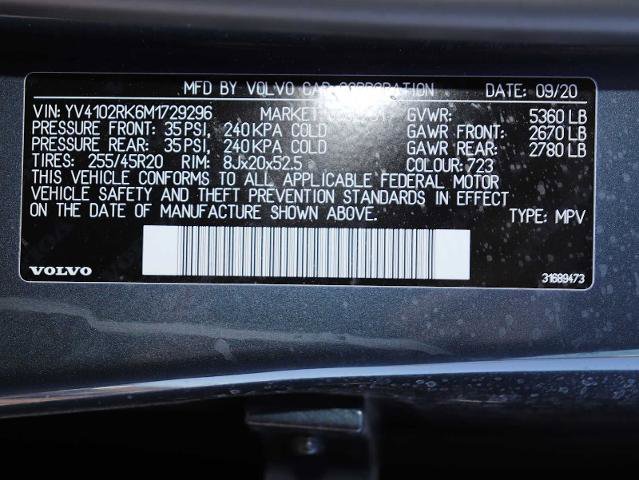 MFD BY VOLVO CAR CORPORATION DATE: 09/20
VIN: YV4102RK6M1729296 MARKET: GVWR: 5360 LB
PRESSURE FRONT: 35 PSI, 240 KPA COLD GAWR FRONT: 2670 LB
PRESSURE REAR: 35 PSI, 240 KPA COLD GAWR REAR: 2780 LB
TIRES: 255/45R20 RIM: 8Jx20x52.5 COLOUR: 723
THIS VEHICLE CONFORMS TO ALL APPLICABLE FEDERAL MOTOR
VEHICLE SAFETY AND THEFT PREVENTION STANDARDS IN EFFECT
ON THE DATE OF MANUFACTURE SHOWN ABOVE. TYPE: MPV
VOLVO 31689473